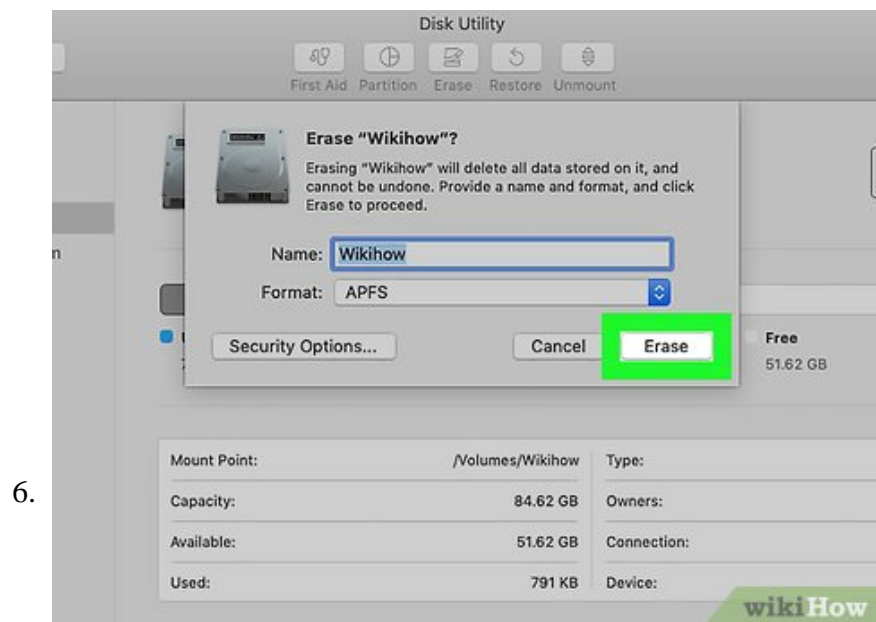 Disk Utility
First Aid Partition Erase Restore Unmount
Erase “Wikihow”?
Erasing “Wikihow” will delete all data stored on it, and
cannot be undone. Provide a name and format, and click
Erase to proceed.
Name: Wikihow
Format: APFS
Security Options... Cancel Erase
Free
51.62 GB
Mount Point: /Volumes/Wikihow Type:
6.
Capacity: 84.62 GB Owners:
Available: 51.62 GB Connection:
Used: 791 KB Device:
wikiHow